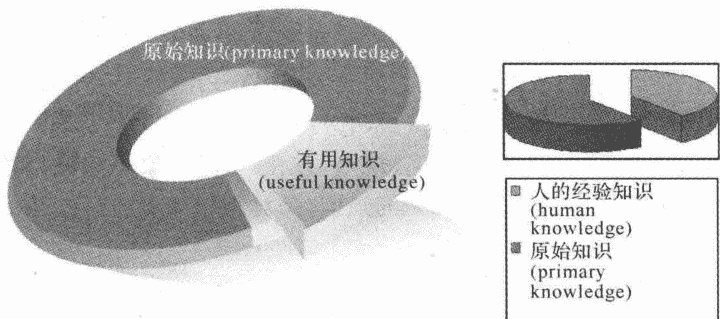 原始知识(primary knowledge)
有用知识
(useful knowledge)
人的经验知识
(human
knowledge)
原始知识
(primary
knowledge)